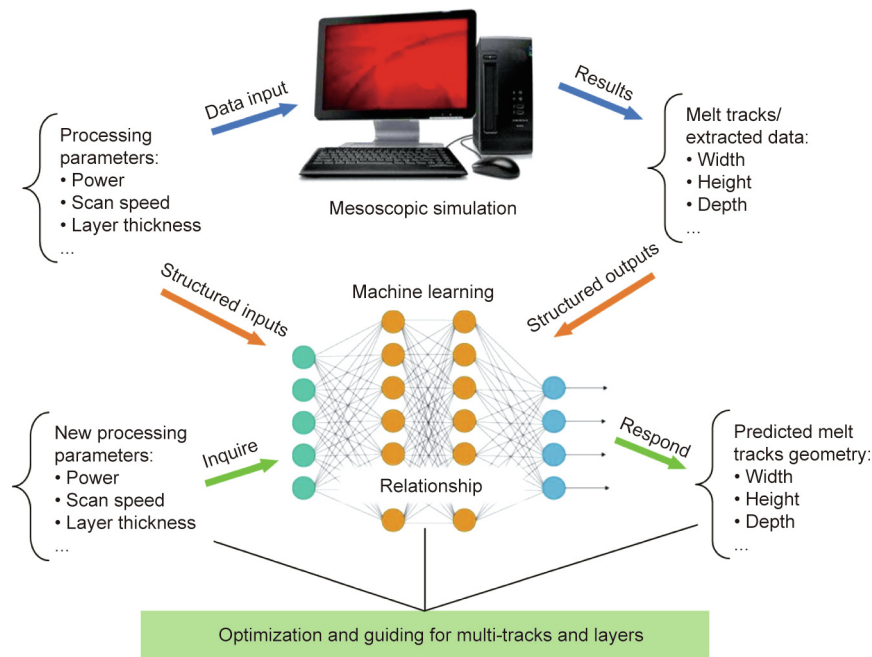 Data input
Results
Processing
parameters:
• Power
• Scan speed
• Layer thickness
...
Mesoscopic simulation
Melt tracks/
extracted data:
• Width
• Height
• Depth
...
Structured inputs
Machine learning
Structured outputs
New processing
parameters:
• Power
• Scan speed
• Layer thickness
...
Inquire
Relationship
Respond
Predicted melt
tracks geometry:
• Width
• Height
• Depth
...
Optimization and guiding for multi-tracks and layers